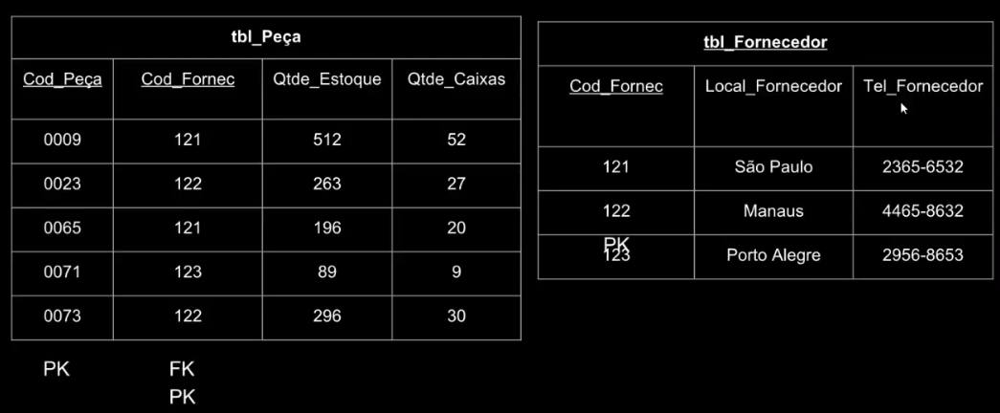 tbl_Peça
Cod_Peça Cod_Fornec Qtde_Estoque Qtde_Caixas
0009 121 512 52
0023 122 263 27
0065 121 196 20
0071 123 89 9
0073 122 296 30
PK FK
PK
tbl_Fornecedor
Cod_Fornec Local_Fornecedor Tel_Fornecedor
121 São Paulo 2365-6532
122 Manaus 4465-8632
PK
123 Porto Alegre 2956-8653